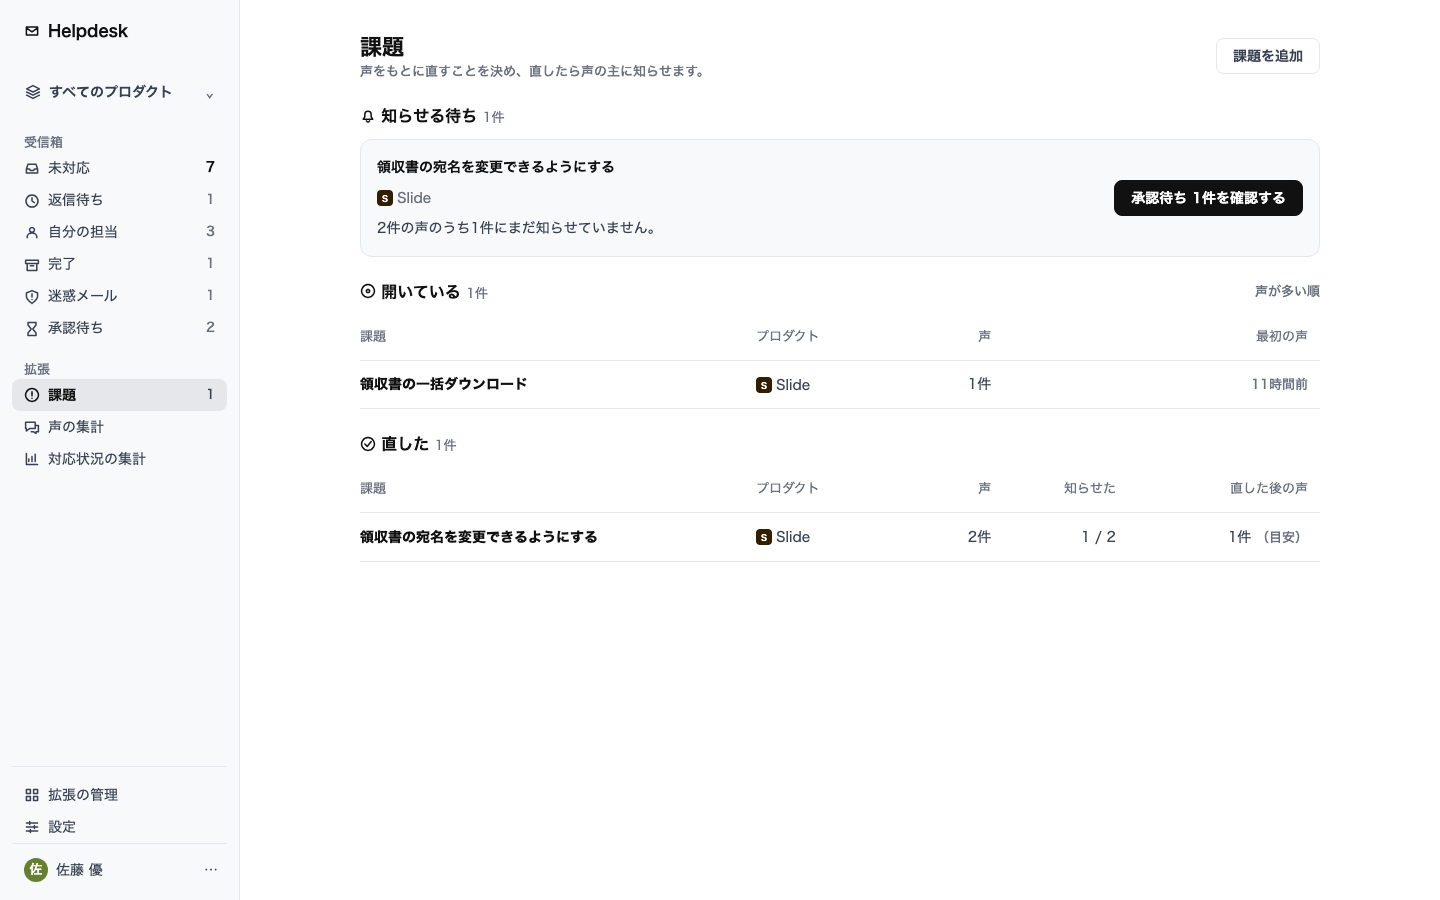 Helpdesk
すべてのプロダクト
受信箱
未対応 7
返信待ち 1
自分の担当 3
完了 1
迷惑メール 1
承認待ち 2
拡張
課題 1
声の集計
対応状況の集計
拡張の管理
設定
佐 佐藤 優 …
課題
声をもとに直すことを決め、直したら声の主に知らせます。
課題を追加
知らせる待ち 1件
領収書の宛名を変更できるようにする
S Slide
2件の声のうち1件にまだ知らせていません。
承認待ち 1件を確認する
開いている 1件 声が多い順
課題 プロダクト 声 最初の声
領収書の一括ダウンロード S Slide 1件 11時間前
直した 1件
課題 プロダクト 声 知らせた 直した後の声
領収書の宛名を変更できるようにする S Slide 2件 1 / 2 1件 （目安）